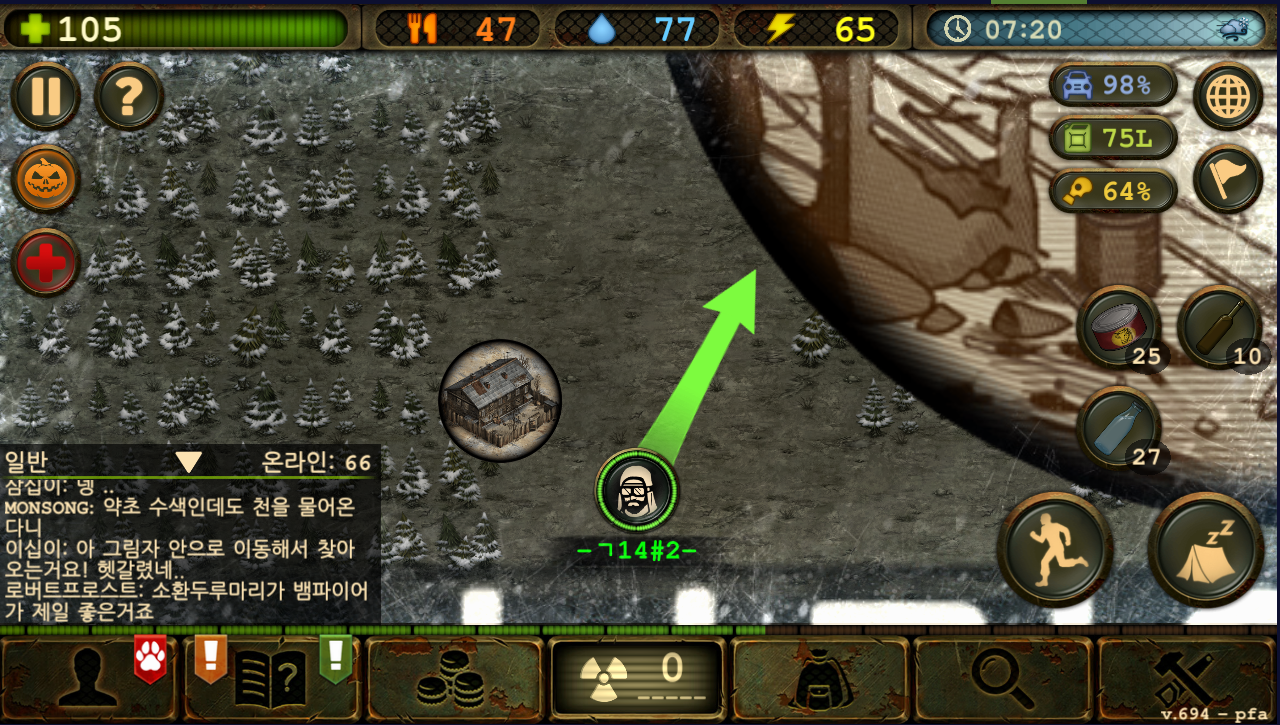 105
47
77
65
07:20
?
98%
75L
64%
25
10
27
일반
온라인: 66
삼십이: 넹 ..
MONSONG: 약초 수색인데도 천을 물어온
다니
이십이: 아 그림자 안으로 이동해서 찾아
오는거요! 헷갈렸네..
로버트프로스트: 소환두루마리가 뱀파이어
가 제일 좋은거죠
-ㄱ14#2-
z z
! ? !
0
v.694 - pfa